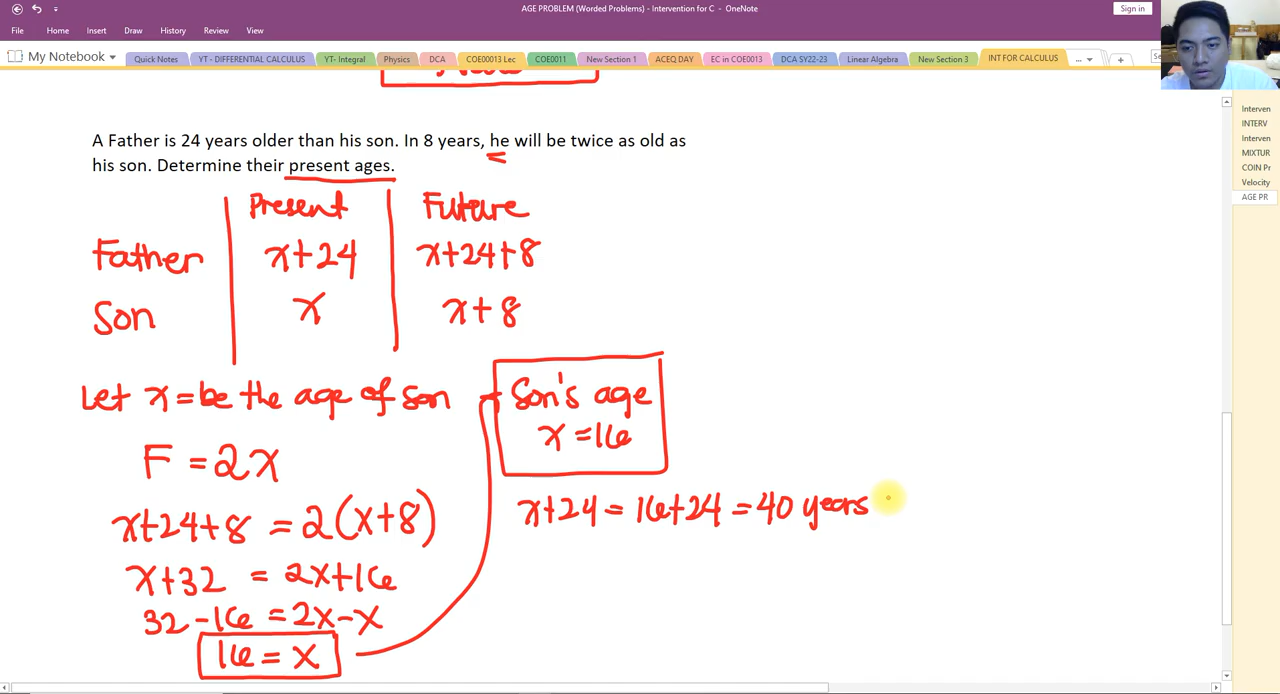 AGE PROBLEM (Worded Problems) - Intervention for C - OneNote
Sign in
File Home Insert Draw History Review View
My Notebook Quick Notes YT - DIFFERENTIAL CALCULUS YT- Integral Physics DCA COE00013 Lec COE0011 New Section 1 ACEQ DAY EC in COE0013 DCA SY22-23 Linear Algebra New Section 3 INT FOR CALCULUS ... +
Interven
INTERV
Interven
MIXTUR
COIN Pr
Velocity
AGE PR
A Father is 24 years older than his son. In 8 years, he will be twice as old as
his son. Determine their present ages.
Present Future
Father x+24 x+24+8
Son x x+8
Let x = be the age of son
F = 2x
x+24+8 = 2(x+8)
x+32 = 2x+16
32-16 = 2x-x
16 = x
Son's age
x = 16
x+24 = 16+24 = 40 years